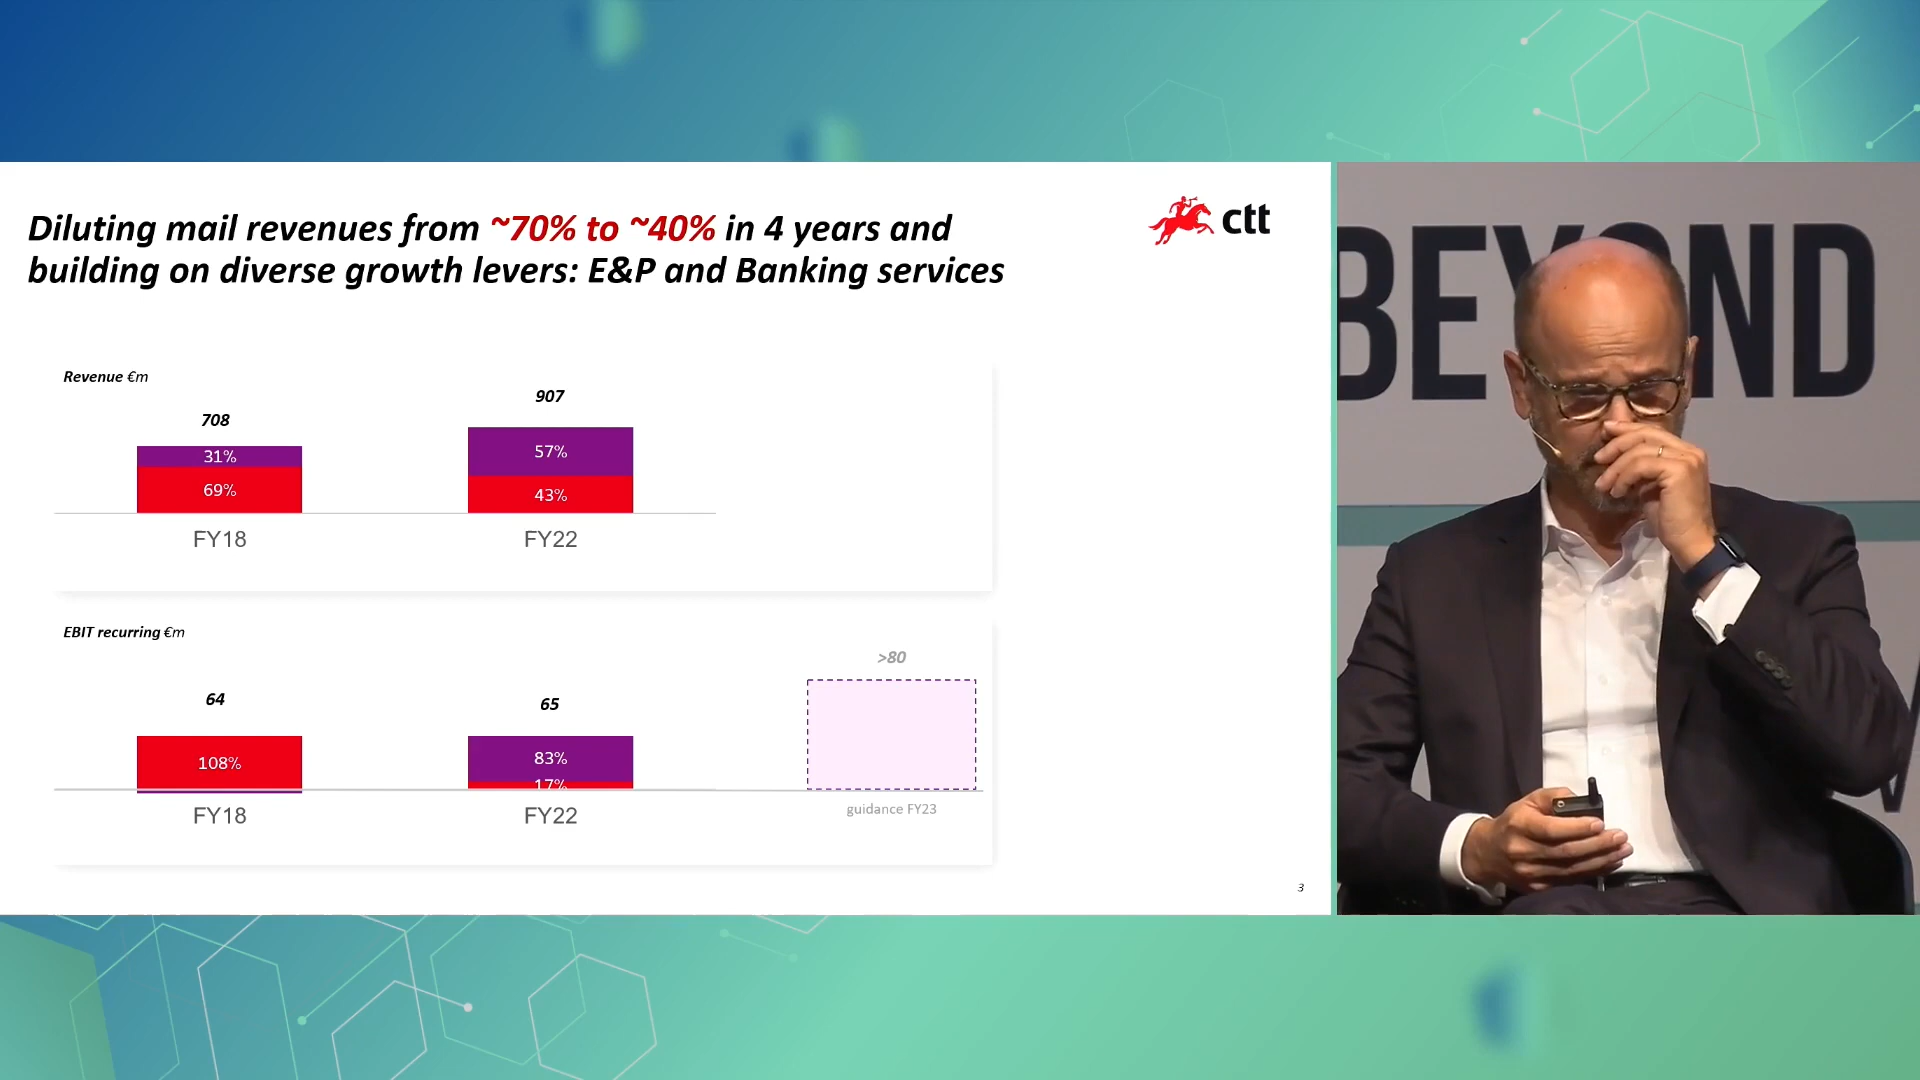 Diluting mail revenues from ~70% to ~40% in 4 years and
building on diverse growth levers: E&P and Banking services
ctt
Revenue €m
708
907
31%
57%
69%
43%
FY18
FY22
EBIT recurring €m
>80
64
65
108%
83%
17%
FY18
FY22
guidance FY23
3
BEYOND